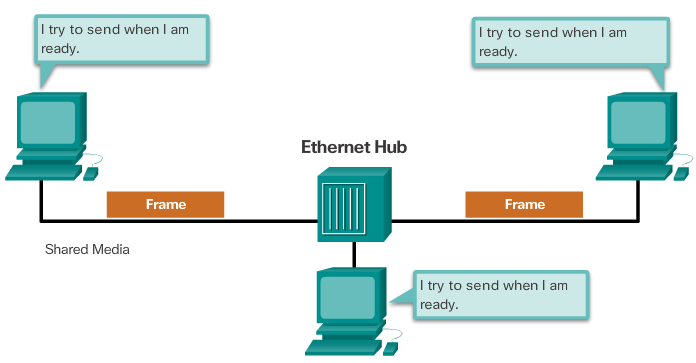 I try to send when I am
ready.
I try to send when I am
ready.
Ethernet Hub
Frame
Frame
Shared Media
I try to send when I am
ready.